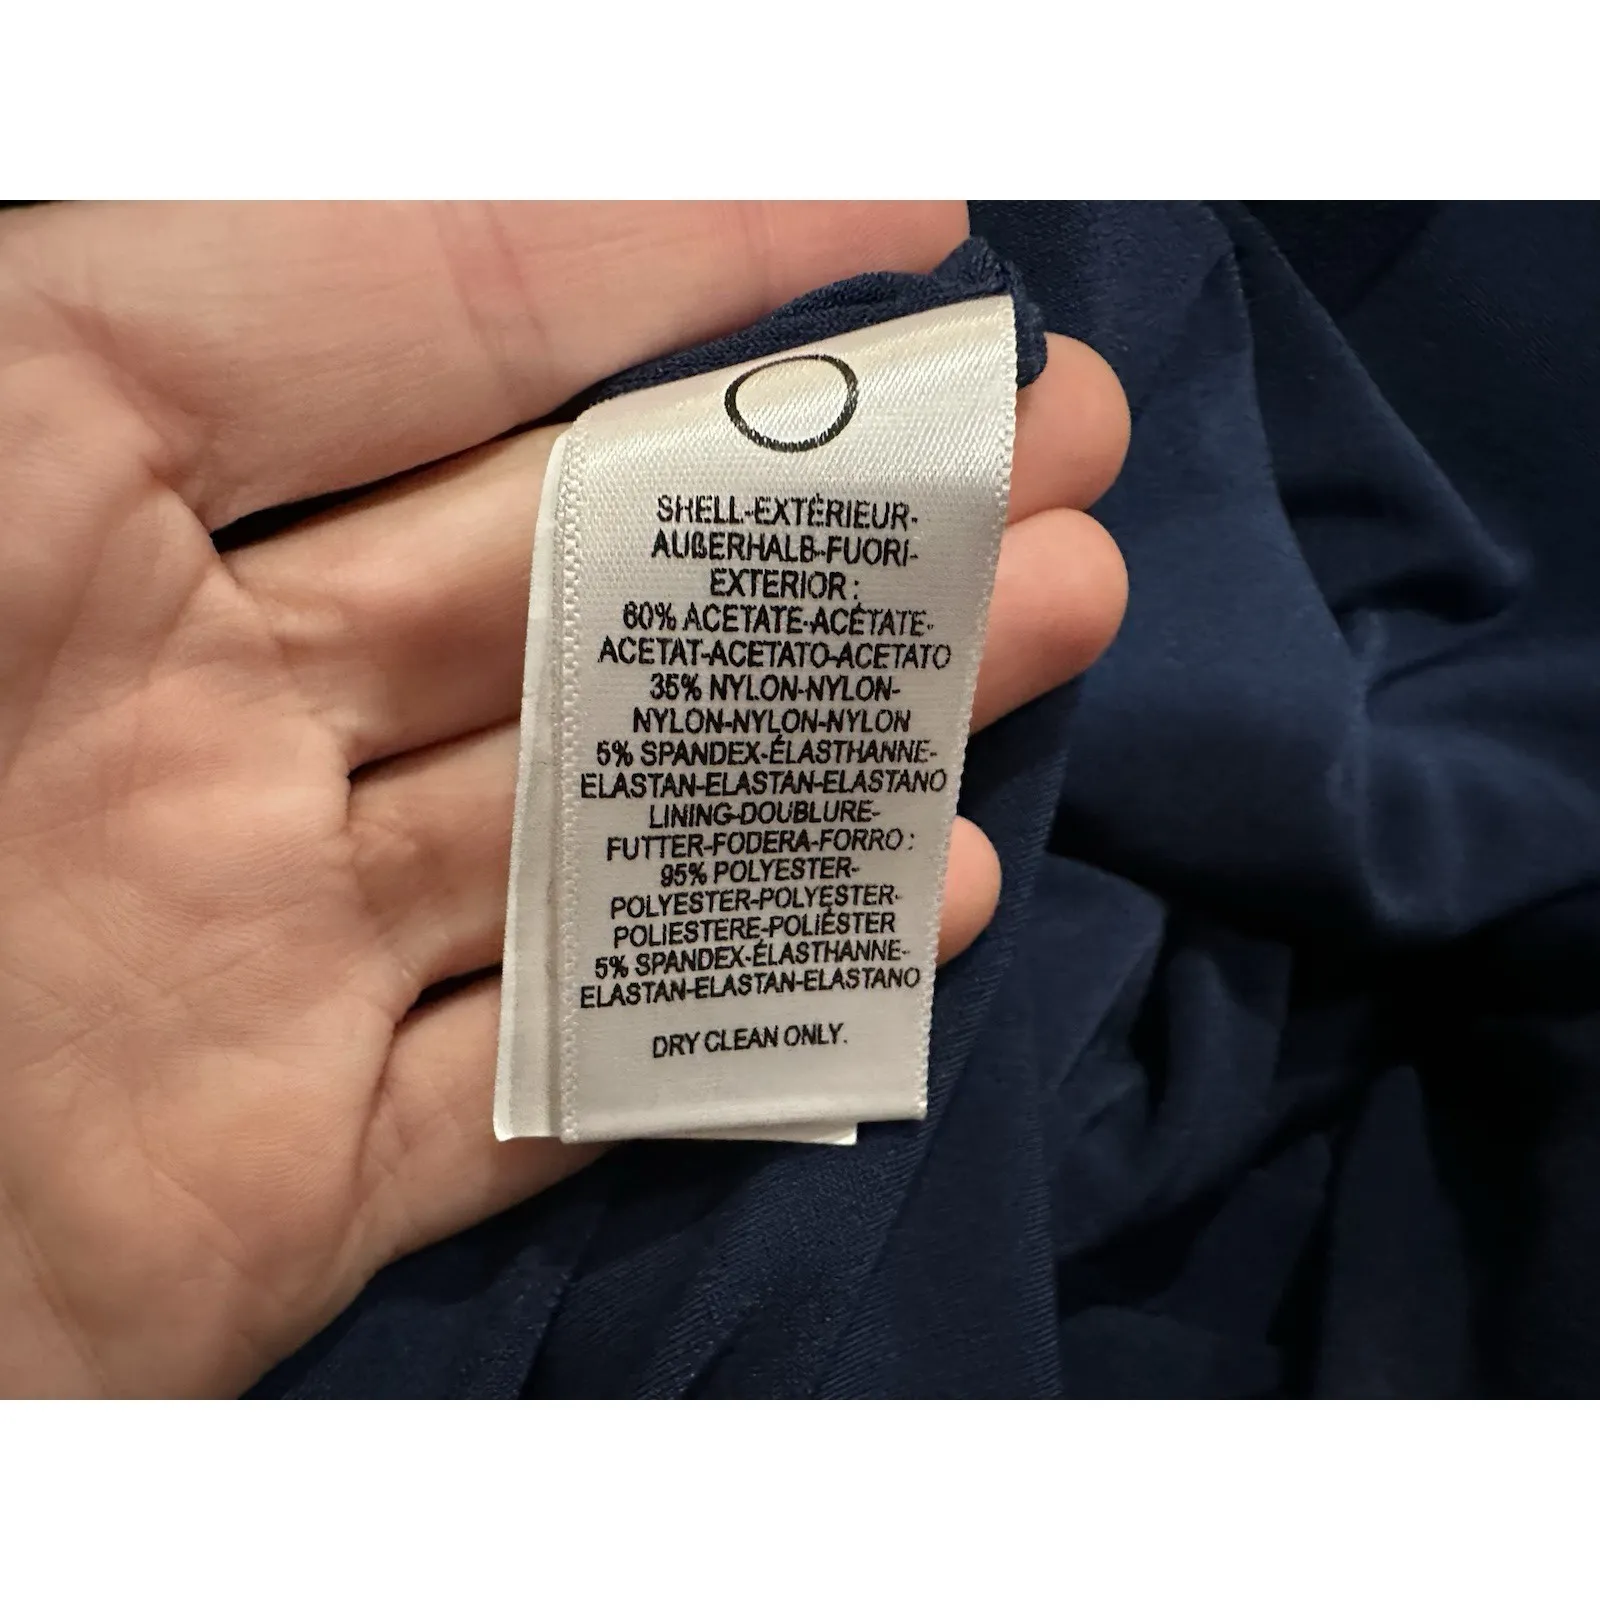 SHELL-EXTÉRIEUR-
AUßERHALB-FUORI-
EXTERIOR :
60% ACETATE-ACÉTATE-
ACETAT-ACETATO-ACETATO
35% NYLON-NYLON-
NYLON-NYLON-NYLON
5% SPANDEX-ÉLASTHANNE-
ELASTAN-ELASTAN-ELASTANO
LINING-DOUBLURE-
FUTTER-FODERA-FORRO :
95% POLYESTER-
POLYESTER-POLYESTER-
POLIESTERE-POLIÉSTER
5% SPANDEX-ÉLASTHANNE-
ELASTAN-ELASTAN-ELASTANO
DRY CLEAN ONLY.